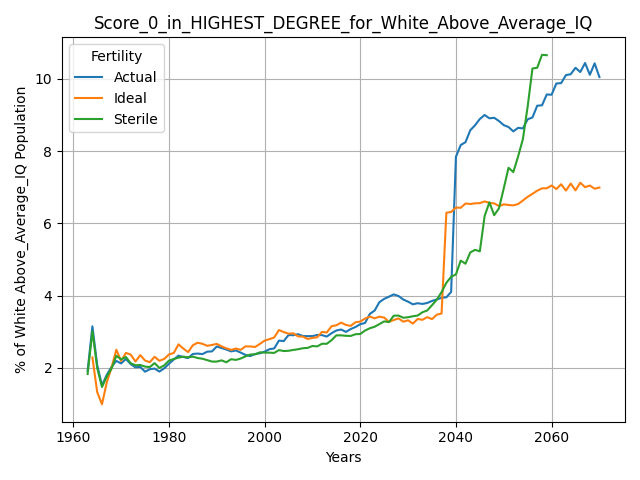 Score_0_in_HIGHEST_DEGREE_for_White_Above_Average_IQ
Fertility
Actual
Ideal
Sterile
% of White Above_Average_IQ Population
10
8
6
4
2
1960 1980 2000 2020 2040 2060
Years